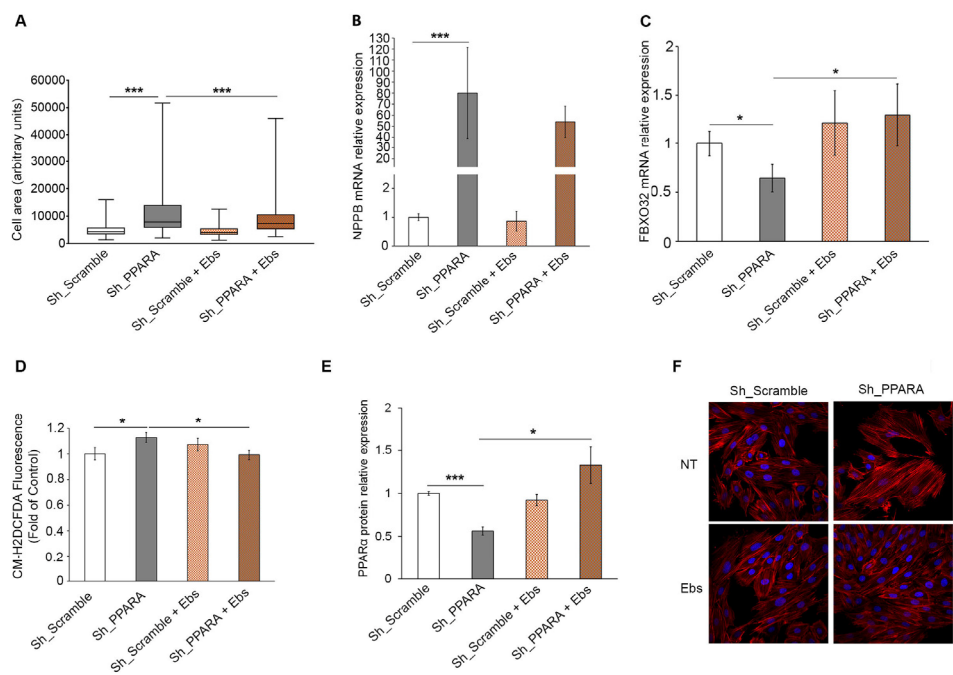 A
Cell area (arbitrary units)
60000
50000
40000
30000
20000
10000
0
***
***
Sh_Scramble
Sh_PPARA
Sh_Scramble + Ebs
Sh_PPARA + Ebs
B
NPPB mRNA relative expression
130
120
110
100
90
80
70
60
50
40
30
20
10
2
1
0
***
Sh_Scramble
Sh_PPARA
Sh_Scramble + Ebs
Sh_PPARA + Ebs
C
FBXO32 mRNA relative expression
2
1.5
1
0.5
0
*
*
Sh_Scramble
Sh_PPARA
Sh_Scramble + Ebs
Sh_PPARA + Ebs
D
CM-H2DCFDA Fluorescence
(Fold of Control)
1.2
1
0.8
0.6
0.4
0.2
0
*
*
Sh_Scramble
Sh_PPARA
Sh_Scramble + Ebs
Sh_PPARA + Ebs
E
PPARα protein relative expression
2
1.5
1
0.5
0
***
*
Sh_Scramble
Sh_PPARA
Sh_Scramble + Ebs
Sh_PPARA + Ebs
F
Sh_Scramble
Sh_PPARA
NT
Ebs